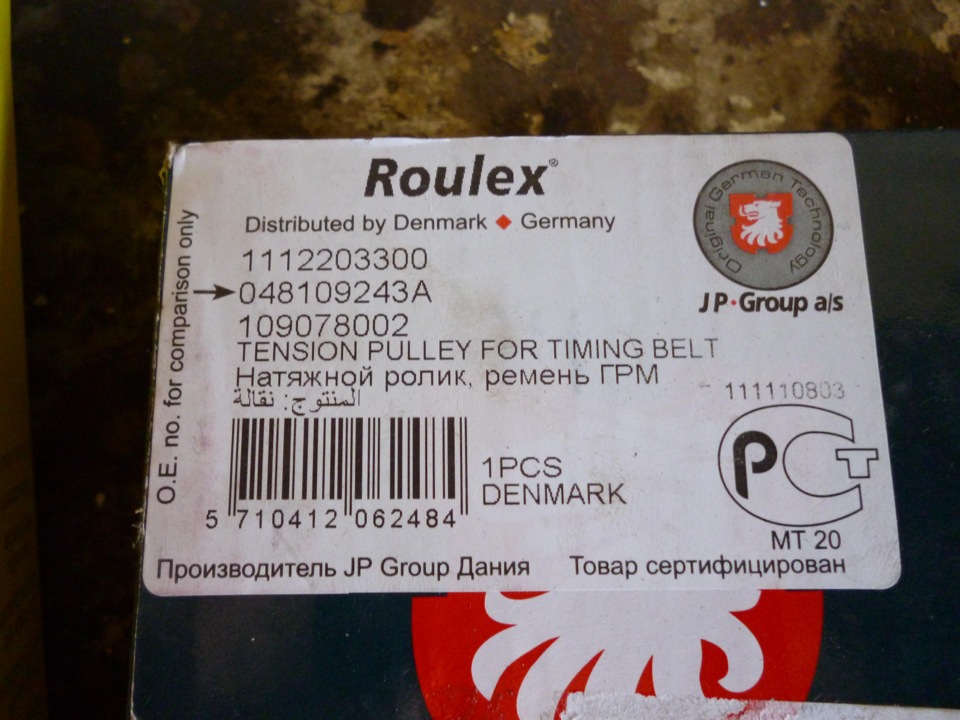 Roulex®
Distributed by Denmark ◆ Germany
Original German Technology
JP·Group a/s
O.E. no. for comparison only
1112203300
048109243A
109078002
TENSION PULLEY FOR TIMING BELT
Натяжной ролик, ремень ГРМ
المنتوج: نقالة
111110803
1PCS
DENMARK
5 710412 062484
РСТ
МТ 20
Производитель JP Group Дания
Товар сертифицирован